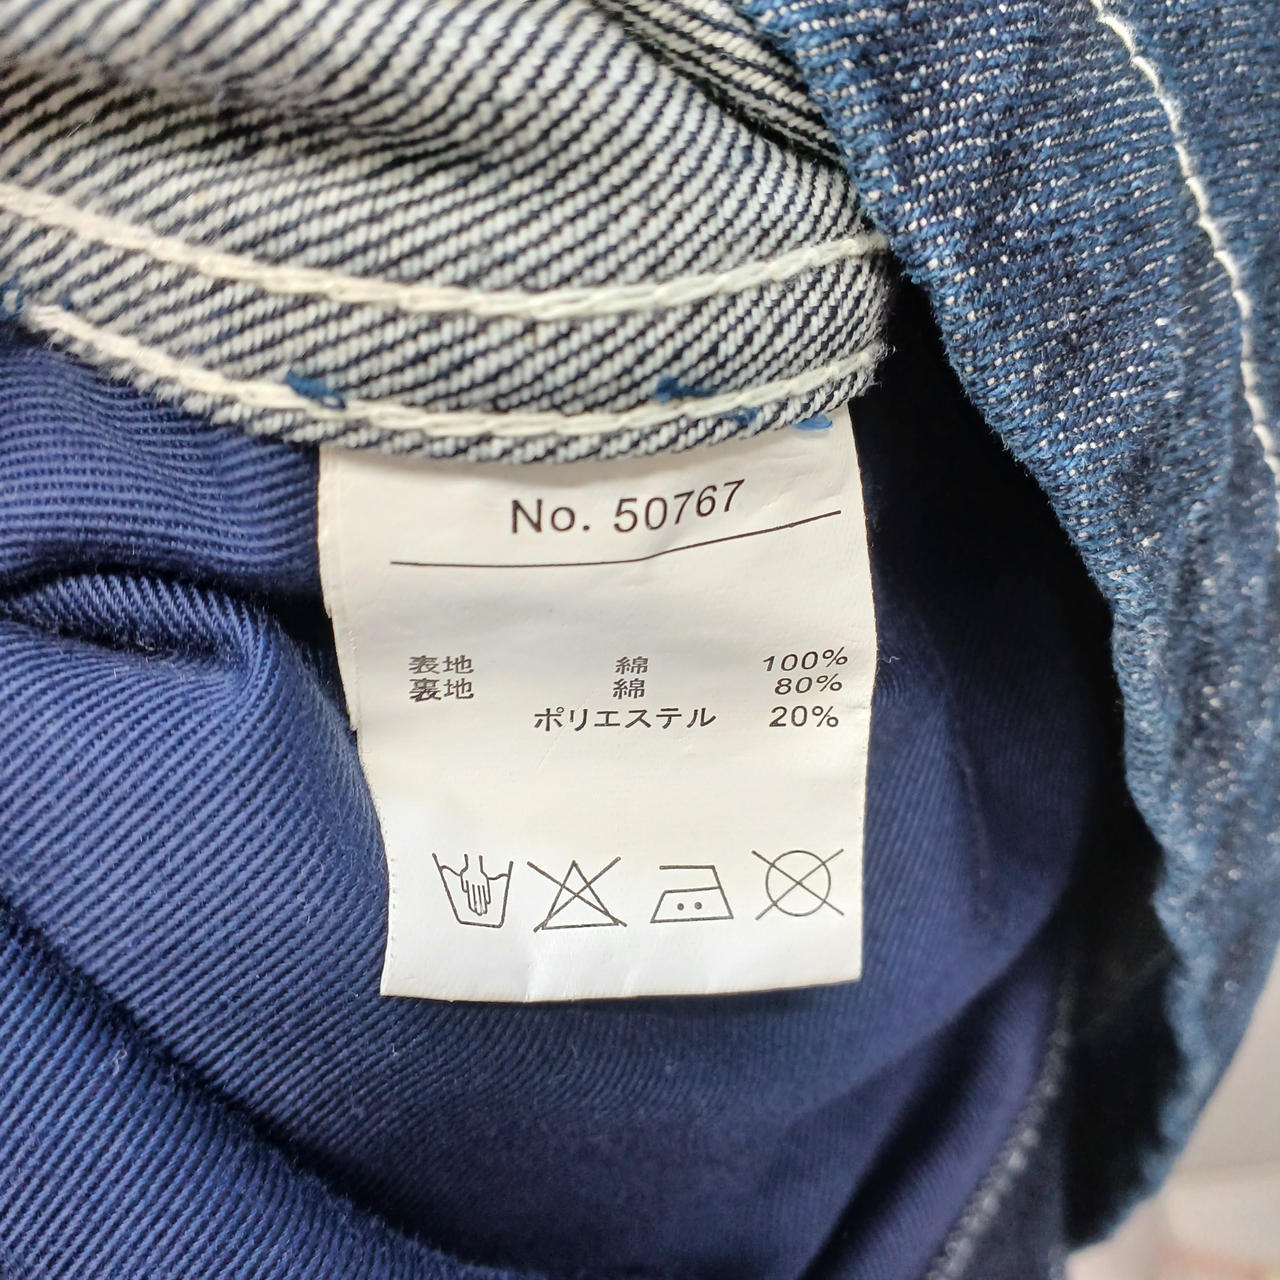 No. 50767
表地 綿 100%
裏地 綿 80%
ポリエステル 20%